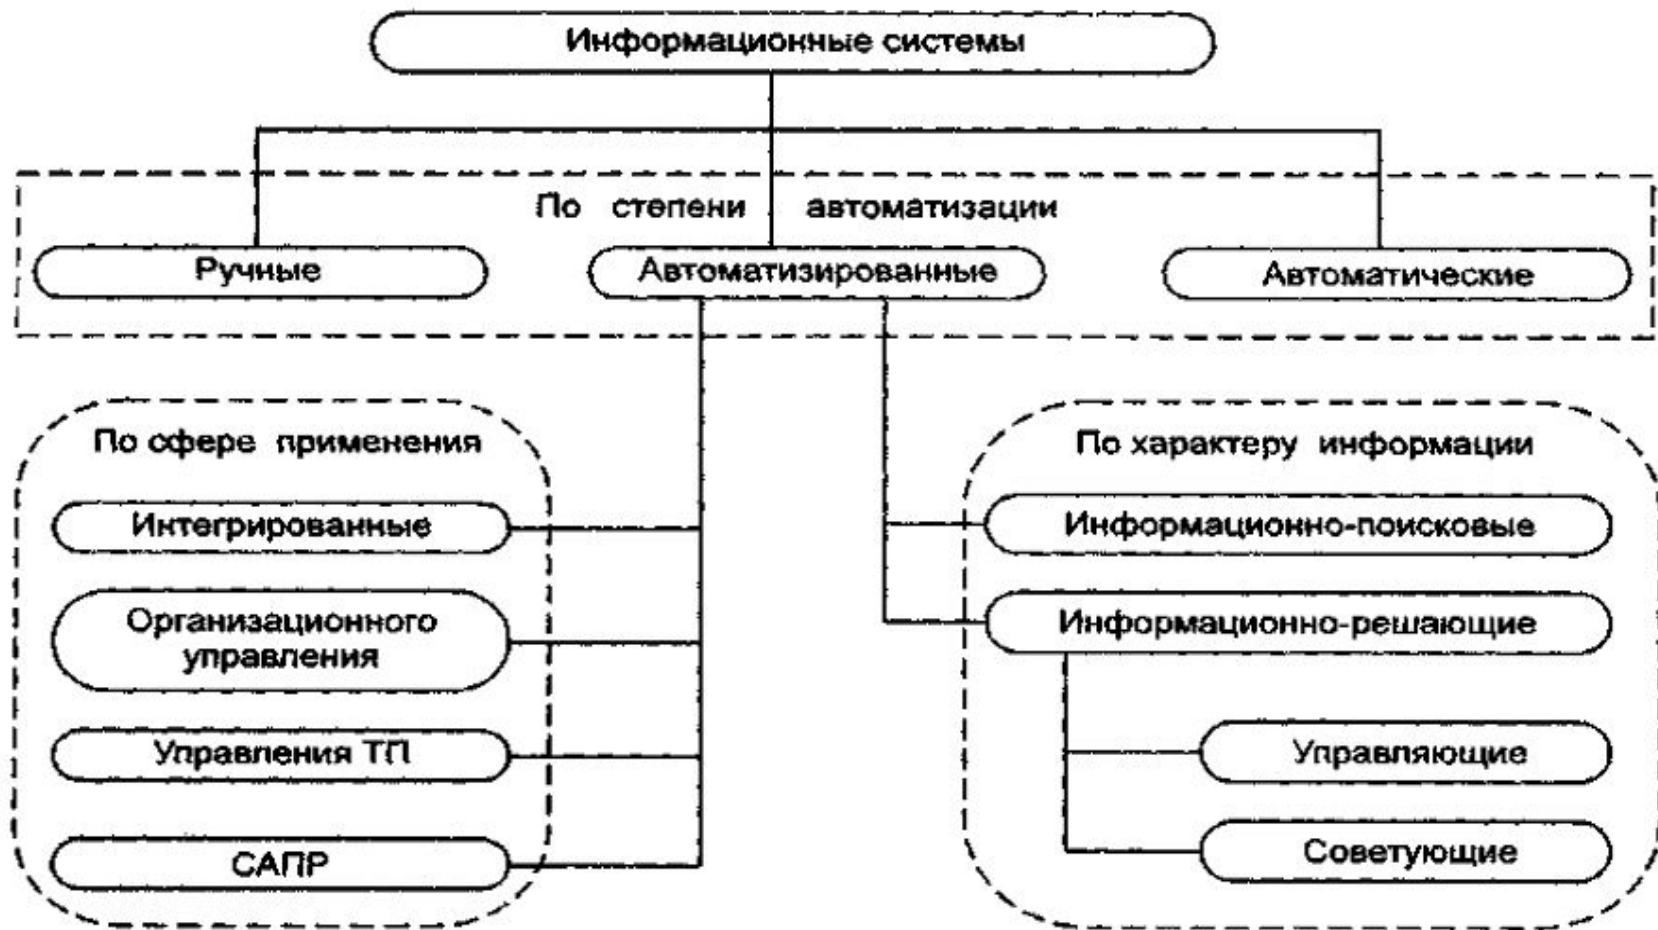 Информационные системы
По степени автоматизации
Ручные
Автоматизированные
Автоматические
По сфере применения
Интегрированные
Организационного
управления
Управления ТП
САПР
По характеру информации
Информационно-поисковые
Информационно-решающие
Управляющие
Советующие